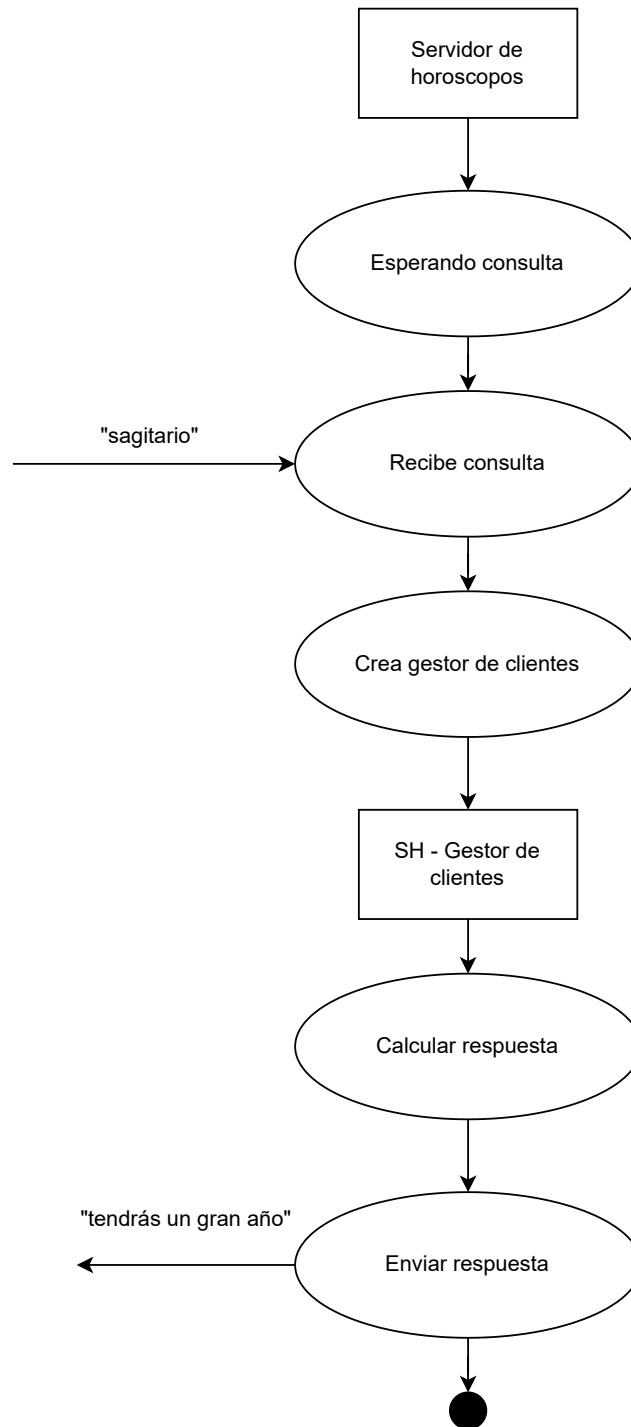 Servidor de
horoscopos
Esperando consulta
"sagitario"
Recibe consulta
Crea gestor de clientes
SH - Gestor de
clientes
Calcular respuesta
"tendrás un gran año"
Enviar respuesta